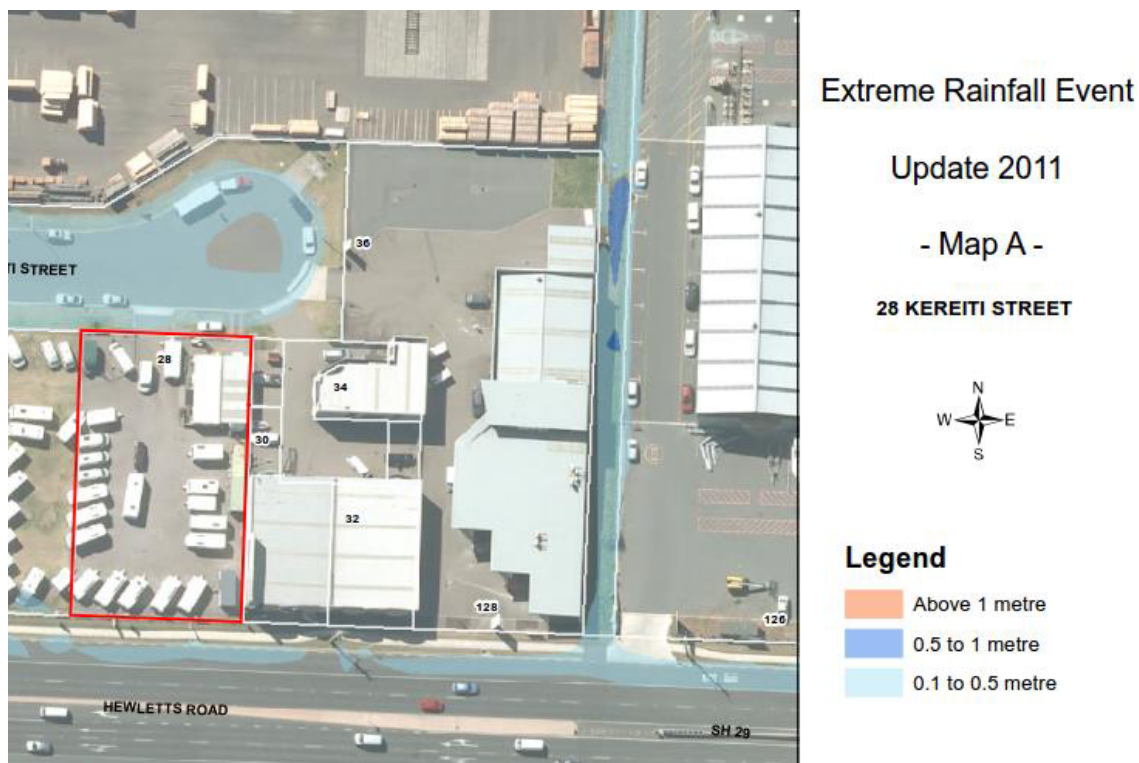 Extreme Rainfall Event
Update 2011
- Map A -
28 KEREITI STREET
N
W E
S
Legend
Above 1 metre
0.5 to 1 metre
0.1 to 0.5 metre
36
TI STREET
28
34
30
32
128
126
HEWLETTS ROAD
SH 29